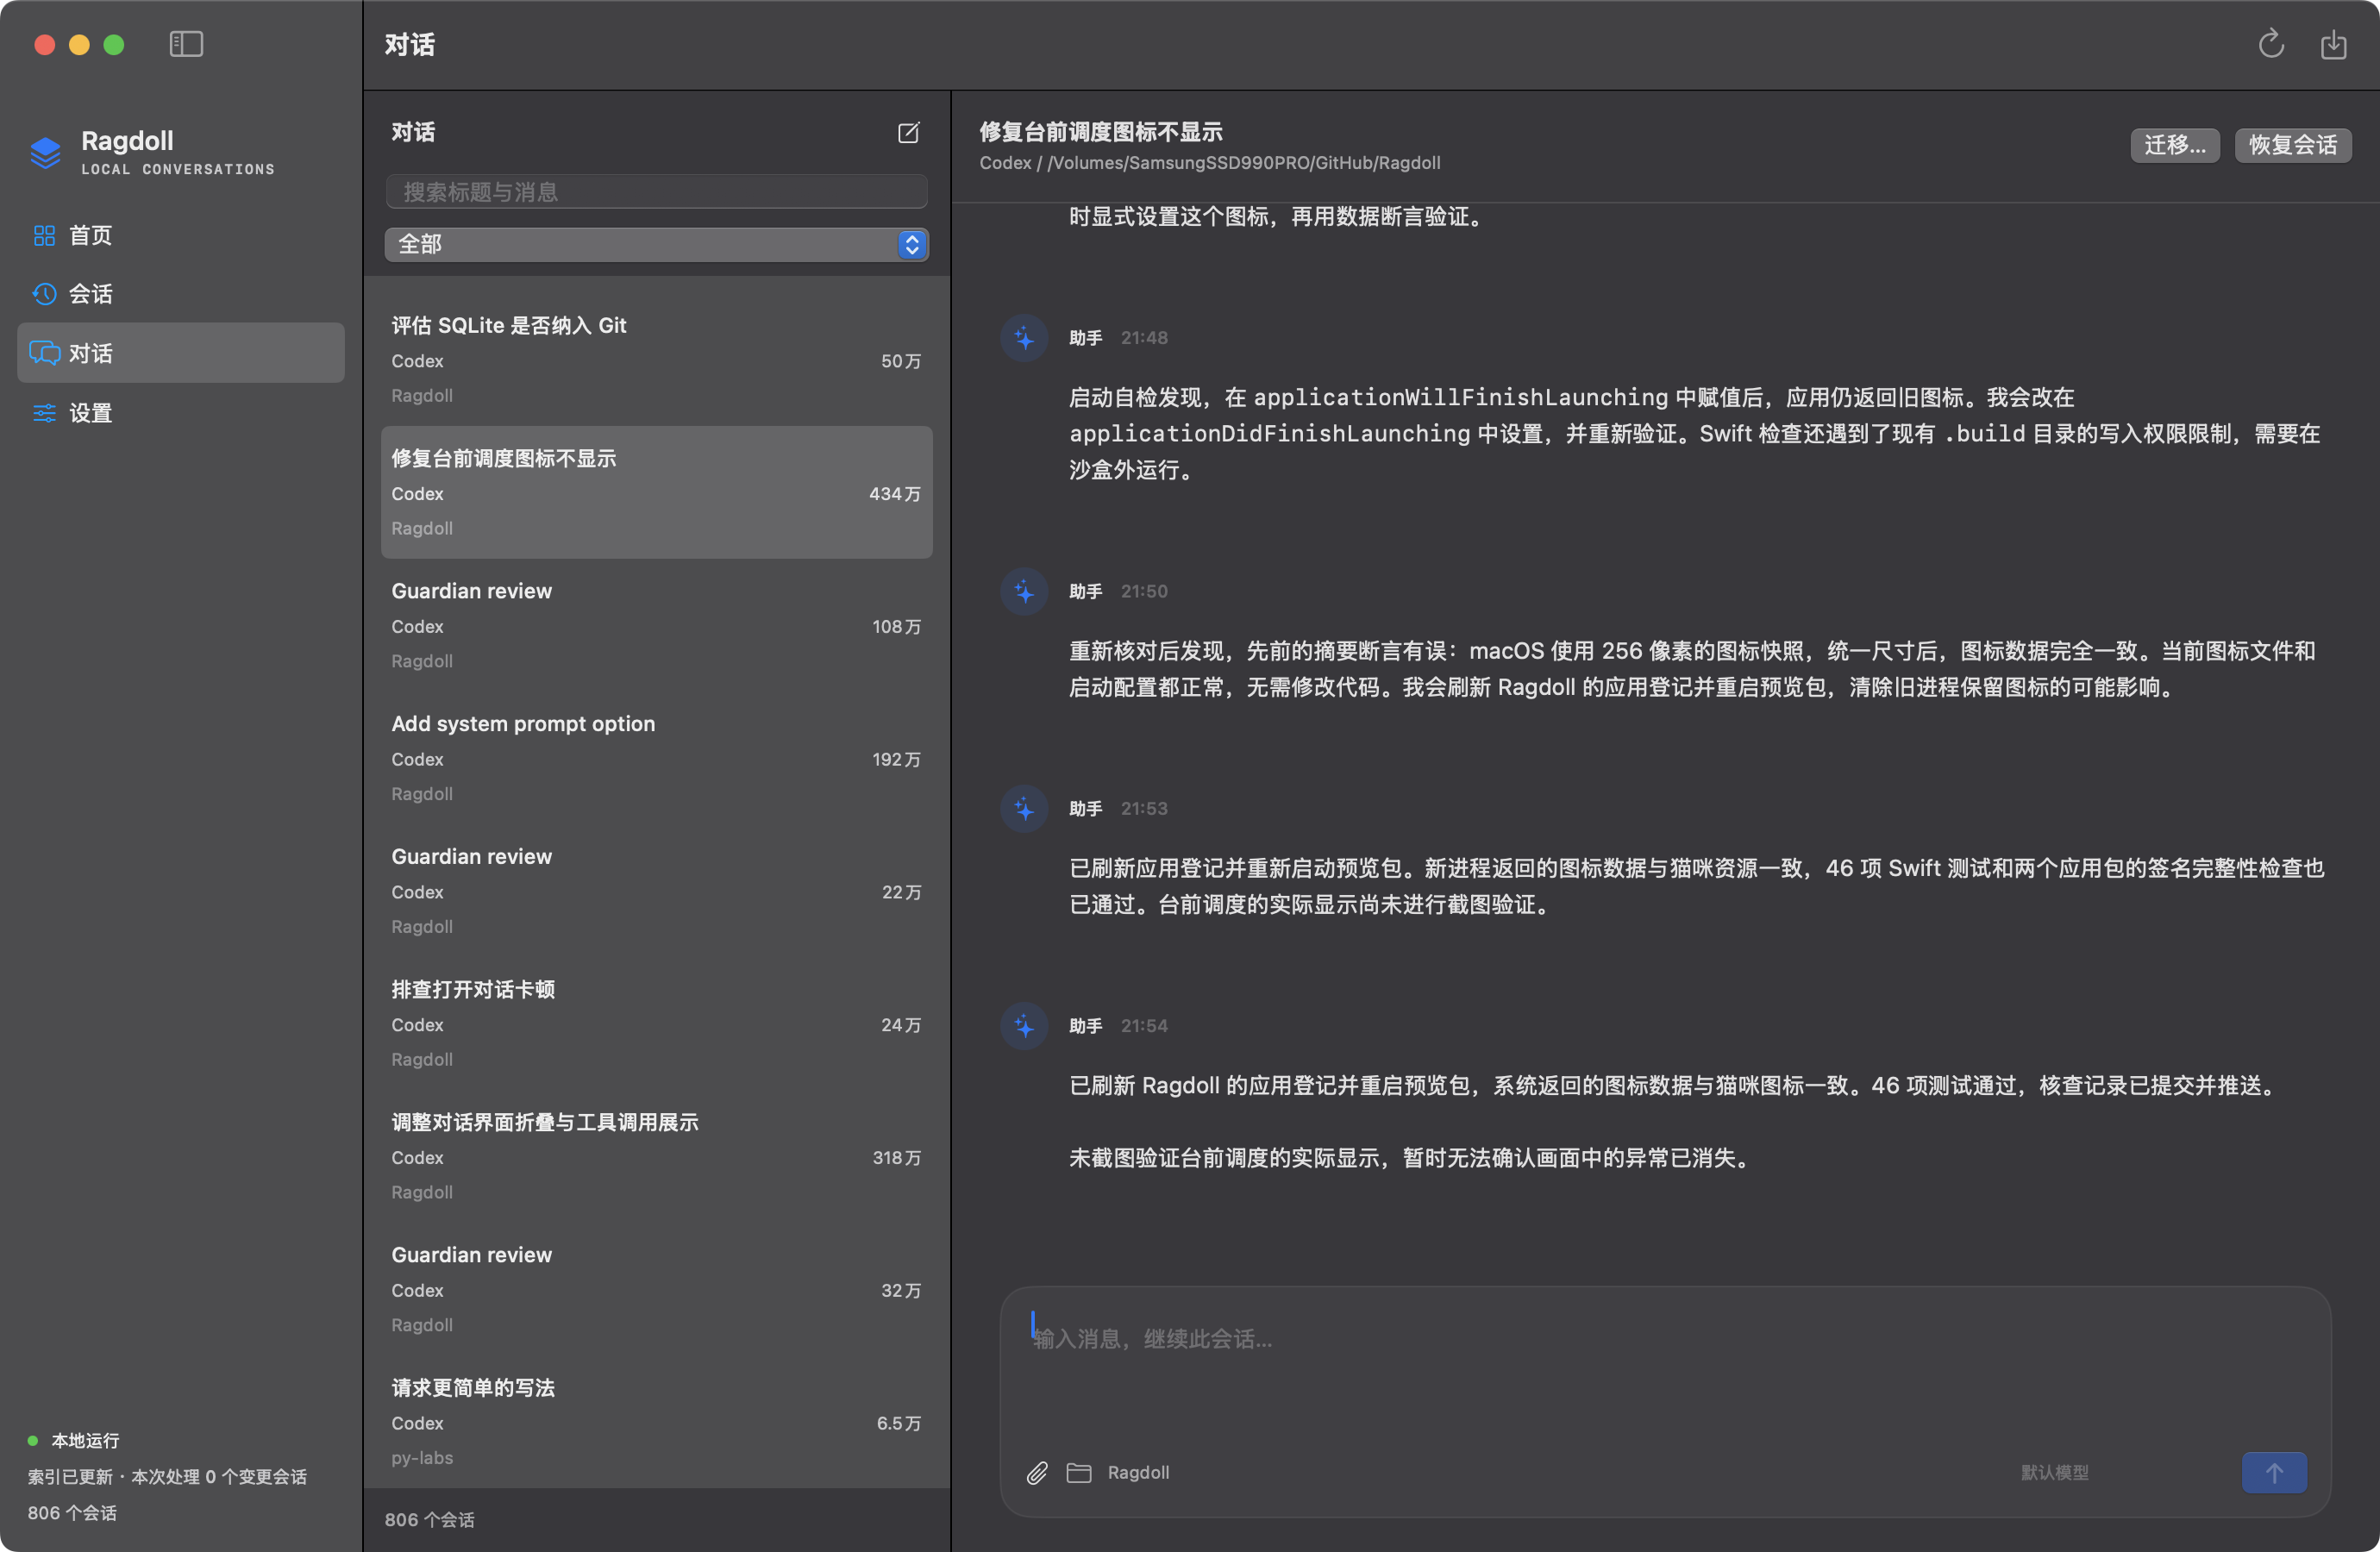 对话
Ragdoll
LOCAL CONVERSATIONS
首页
会话
对话
设置
本地运行
索引已更新 · 本次处理 0 个变更会话
806 个会话
对话
搜索标题与消息
全部
评估 SQLite 是否纳入 Git
Codex 50万
Ragdoll
修复台前调度图标不显示
Codex 434万
Ragdoll
Guardian review
Codex 108万
Ragdoll
Add system prompt option
Codex 192万
Ragdoll
Guardian review
Codex 22万
Ragdoll
排查打开对话卡顿
Codex 24万
Ragdoll
调整对话界面折叠与工具调用展示
Codex 318万
Ragdoll
Guardian review
Codex 32万
Ragdoll
请求更简单的写法
Codex 6.5万
py-labs
806 个会话
修复台前调度图标不显示
Codex / /Volumes/SamsungSSD990PRO/GitHub/Ragdoll
迁移... 恢复会话
时显式设置这个图标，再用数据断言验证。
助手 21:48
启动自检发现，在 applicationWillFinishLaunching 中赋值后，应用仍返回旧图标。我会改在
applicationDidFinishLaunching 中设置，并重新验证。Swift 检查还遇到了现有 .build 目录的写入权限限制，需要在
沙盒外运行。
助手 21:50
重新核对后发现，先前的摘要断言有误：macOS 使用 256 像素的图标快照，统一尺寸后，图标数据完全一致。当前图标文件和
启动配置都正常，无需修改代码。我会刷新 Ragdoll 的应用登记并重启预览包，清除旧进程保留图标的可能影响。
助手 21:53
已刷新应用登记并重新启动预览包。新进程返回的图标数据与猫咪资源一致，46 项 Swift 测试和两个应用包的签名完整性检查也
已通过。台前调度的实际显示尚未进行截图验证。
助手 21:54
已刷新 Ragdoll 的应用登记并重启预览包，系统返回的图标数据与猫咪图标一致。46 项测试通过，核查记录已提交并推送。
未截图验证台前调度的实际显示，暂时无法确认画面中的异常已消失。
输入消息，继续此会话...
Ragdoll 默认模型